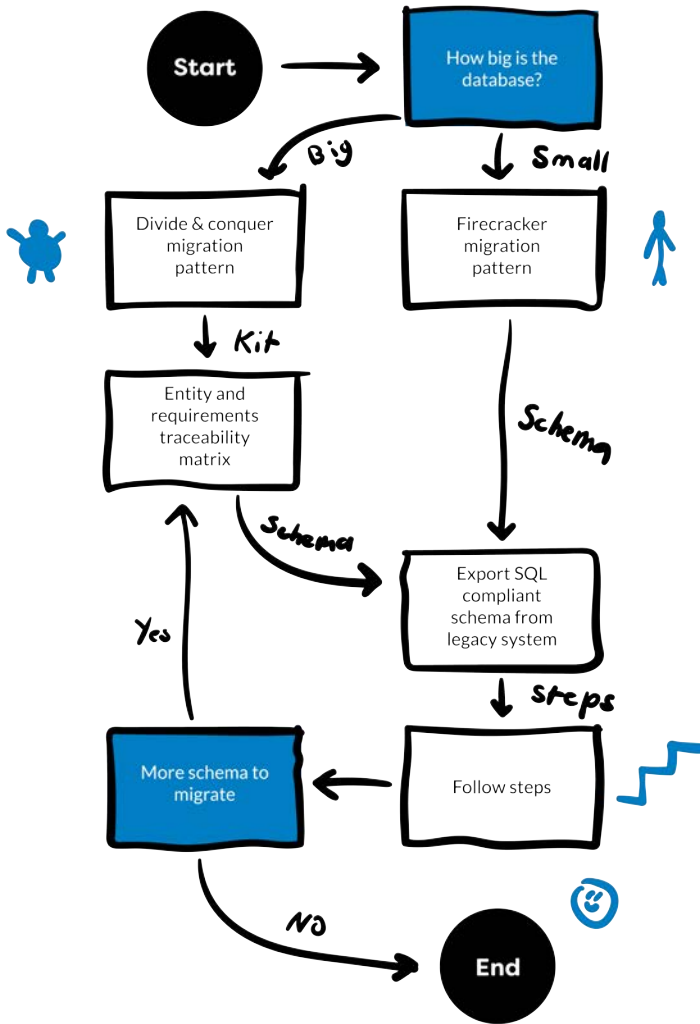 Start
How big is the
database?
Big
Small
Divide & conquer
migration
pattern
Firecracker
migration
pattern
Kit
Entity and
requirements
traceability
matrix
Schema
Schema
Export SQL
compliant
schema from
legacy system
Yes
steps
More schema to
migrate
Follow steps
NO
End